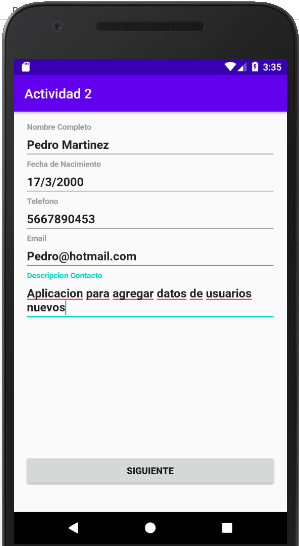 3:35
Actividad 2
Nombre Completo
Pedro Martinez
Fecha de Nacimiento
17/3/2000
Telefono
5667890453
Email
Pedro@hotmail.com
Descripcion Contacto
Aplicacion para agregar datos de usuarios
nuevos
SIGUIENTE